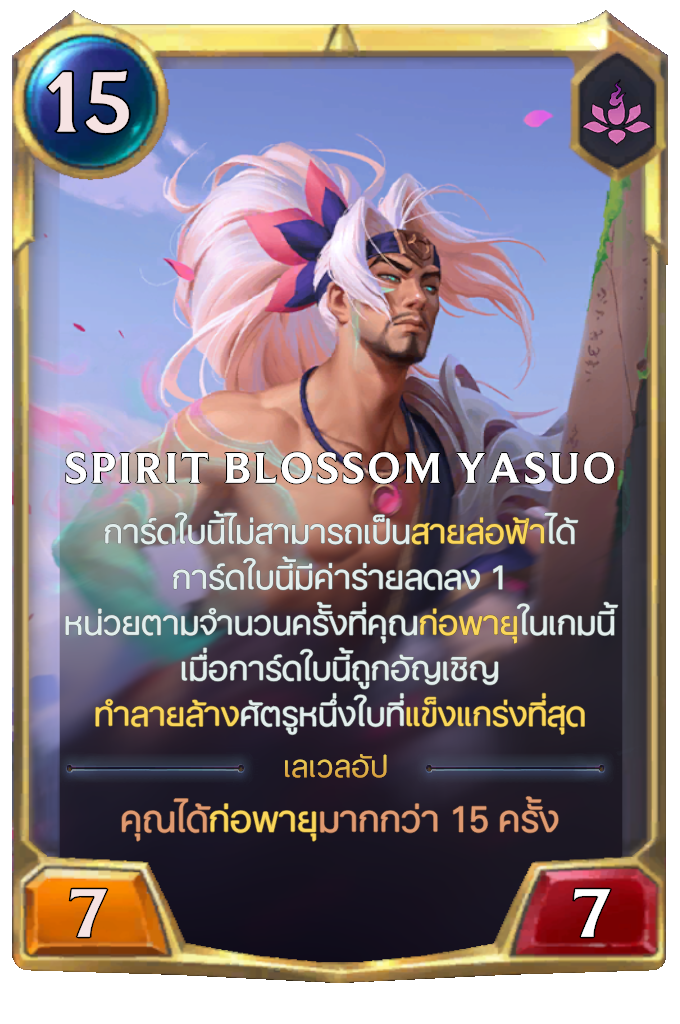 15
SPIRIT BLOSSOM YASUO
การ์ดใบนี้ไม่สามารถเป็นสายล่อฟ้าได้
การ์ดใบนี้มีค่าร่ายลดลง 1
หน่วยตามจำนวนครั้งที่คุณก่อพายุในเกมนี้
เมื่อการ์ดใบนี้ถูกอัญเชิญ
ทำลายล้างศัตรูหนึ่งใบที่แข็งแกร่งที่สุด
เลเวลอัป
คุณได้ก่อพายุมากกว่า 15 ครั้ง
7
7